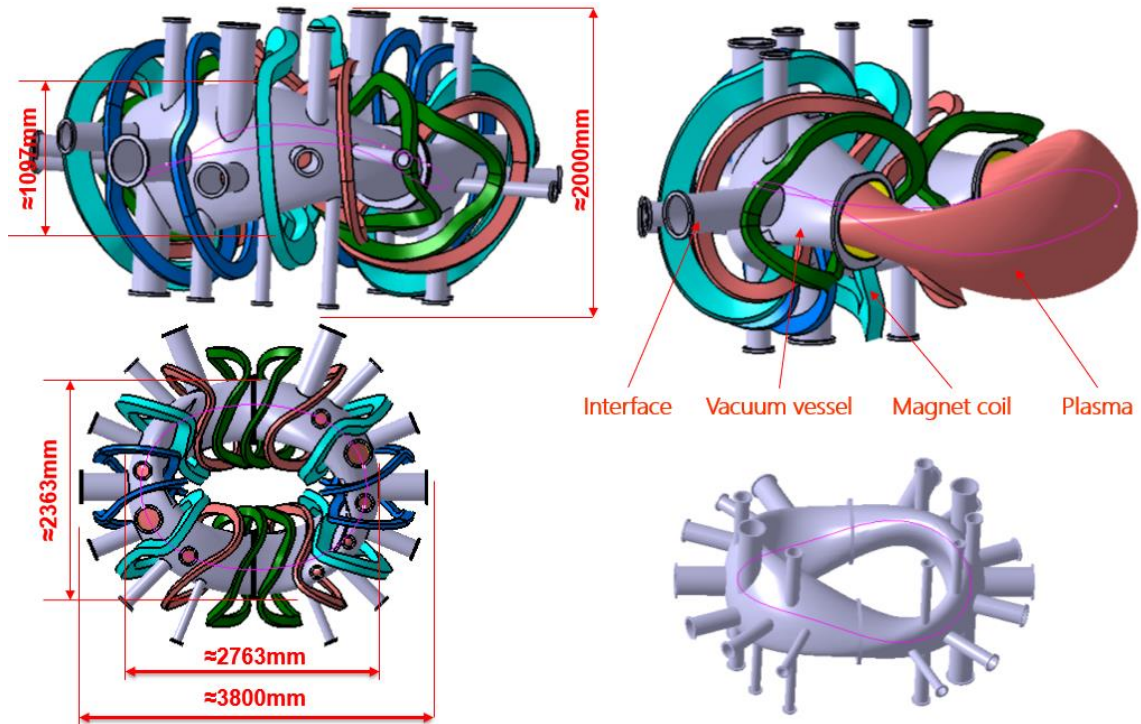 ≈1097mm
≈2000mm
Interface Vacuum vessel Magnet coil Plasma
≈2363mm
≈2763mm
≈3800mm